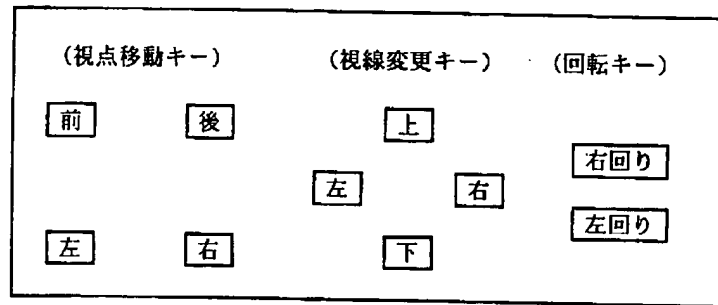 (視点移動キー) (視線変更キー) (回転キー)
前 後 上
右回り
左 右
左回り
左 右 下